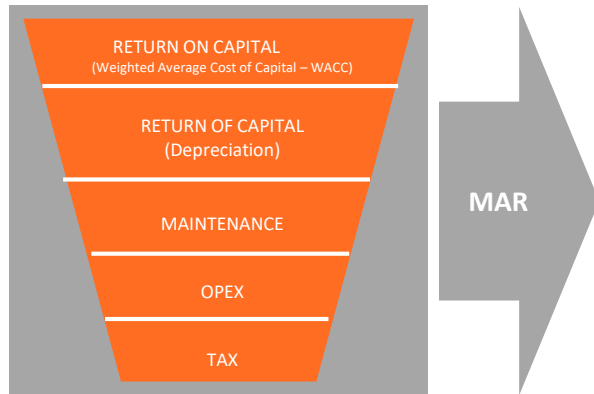 RETURN ON CAPITAL
(Weighted Average Cost of Capital – WACC)
RETURN OF CAPITAL
(Depreciation)
MAINTENANCE
OPEX
TAX
MAR